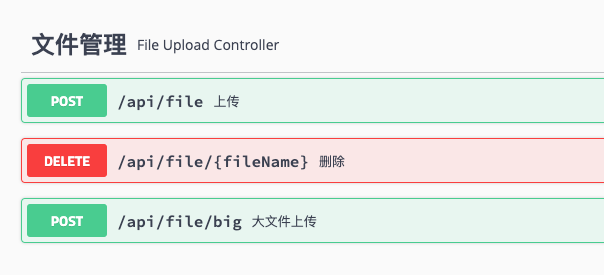 文件管理 File Upload Controller
POST /api/file 上传
DELETE /api/file/{fileName} 删除
POST /api/file/big 大文件上传